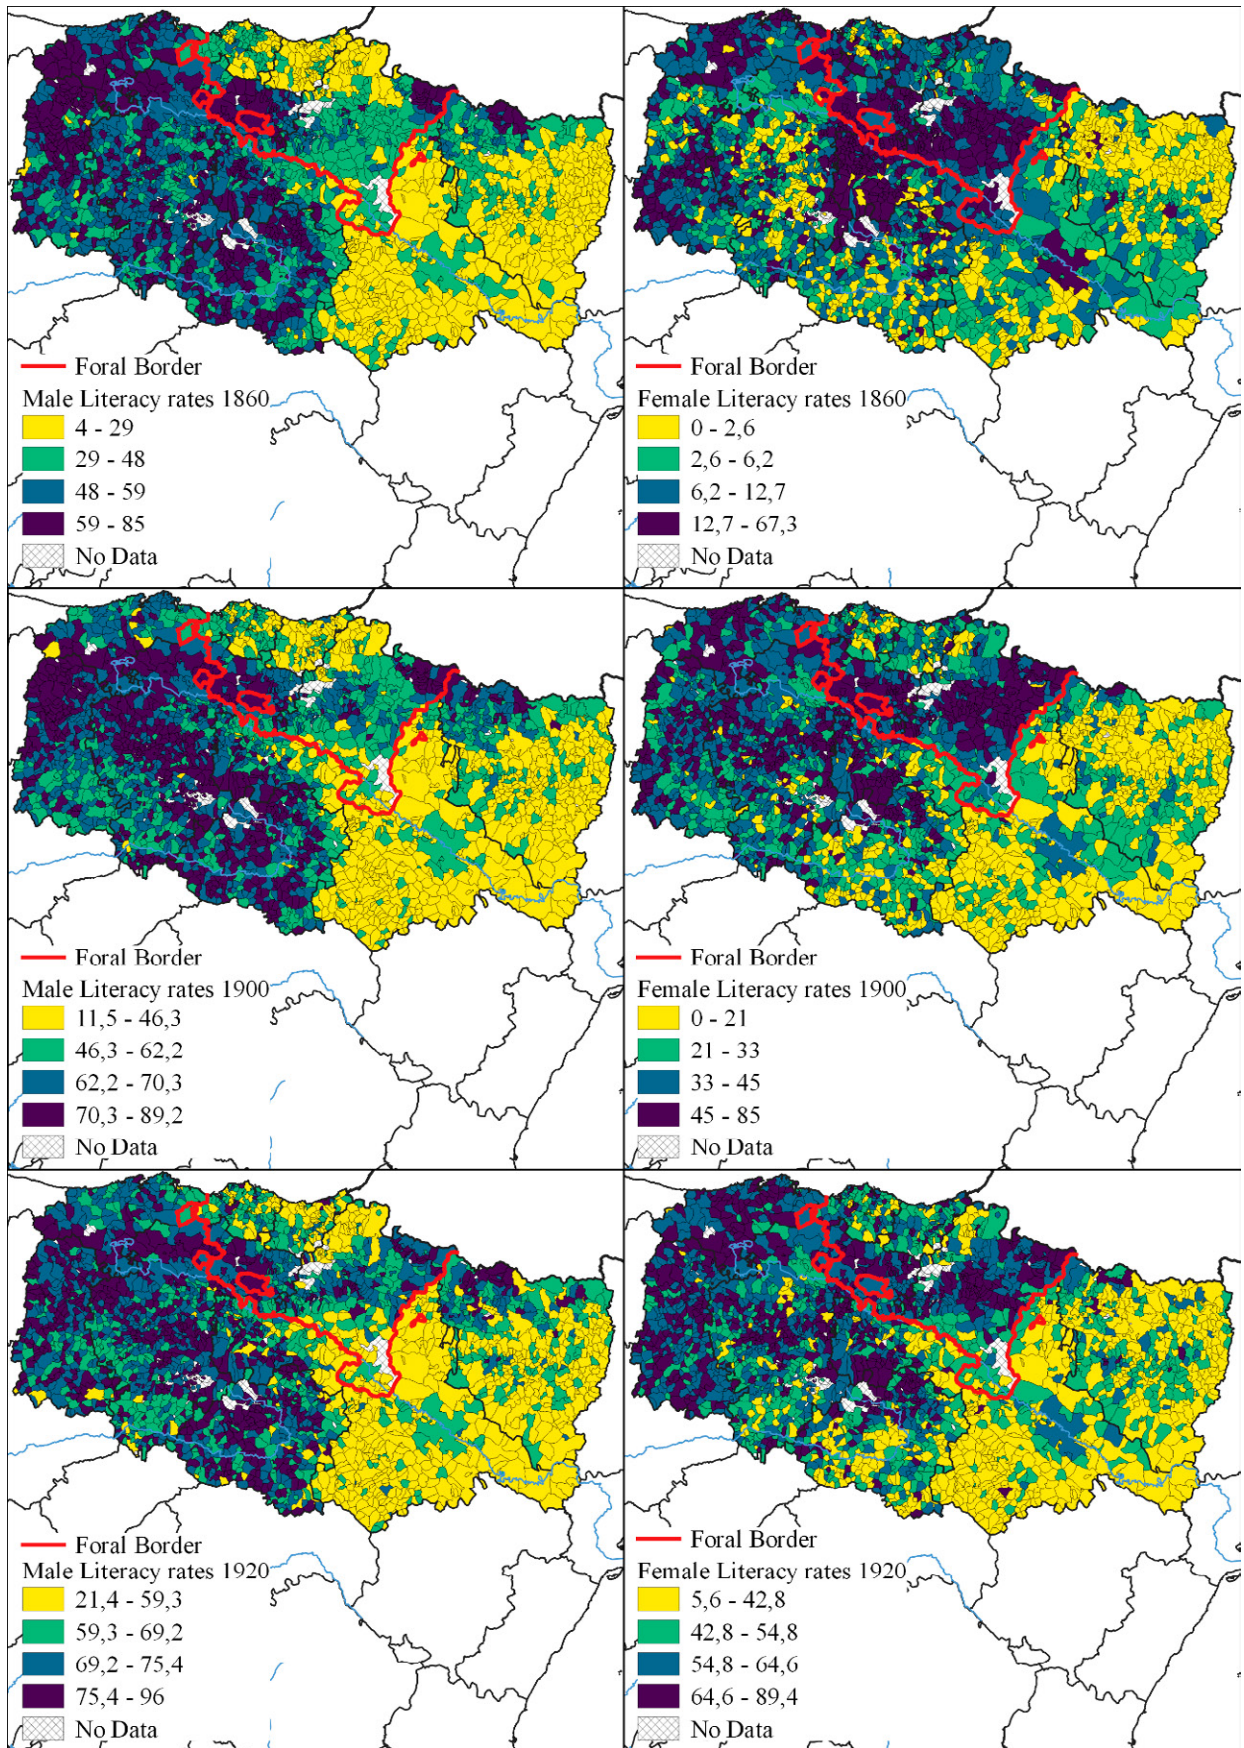 Foral Border
Male Literacy rates 1860
4 - 29
29 - 48
48 - 59
59 - 85
No Data
Foral Border
Female Literacy rates 1860
0 - 2,6
2,6 - 6,2
6,2 - 12,7
12,7 - 67,3
No Data
Foral Border
Male Literacy rates 1900
11,5 - 46,3
46,3 - 62,2
62,2 - 70,3
70,3 - 89,2
No Data
Foral Border
Female Literacy rates 1900
0 - 21
21 - 33
33 - 45
45 - 85
No Data
Foral Border
Male Literacy rates 1920
21,4 - 59,3
59,3 - 69,2
69,2 - 75,4
75,4 - 96
No Data
Foral Border
Female Literacy rates 1920
5,6 - 42,8
42,8 - 54,8
54,8 - 64,6
64,6 - 89,4
No Data